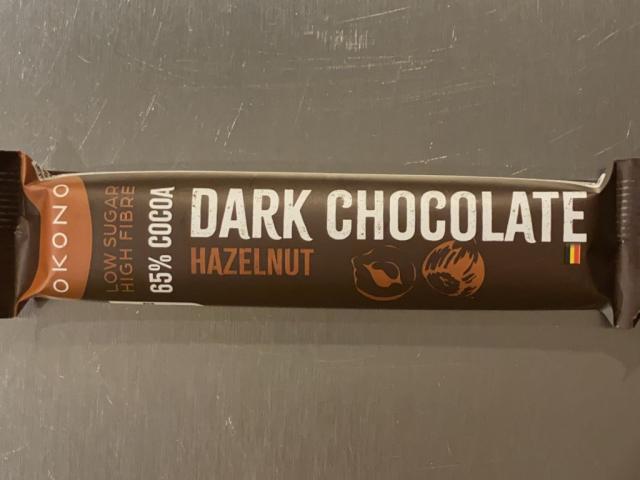 OKONO
LOW SUGAR
HIGH FIBRE
65% COCOA
DARK CHOCOLATE
HAZELNUT